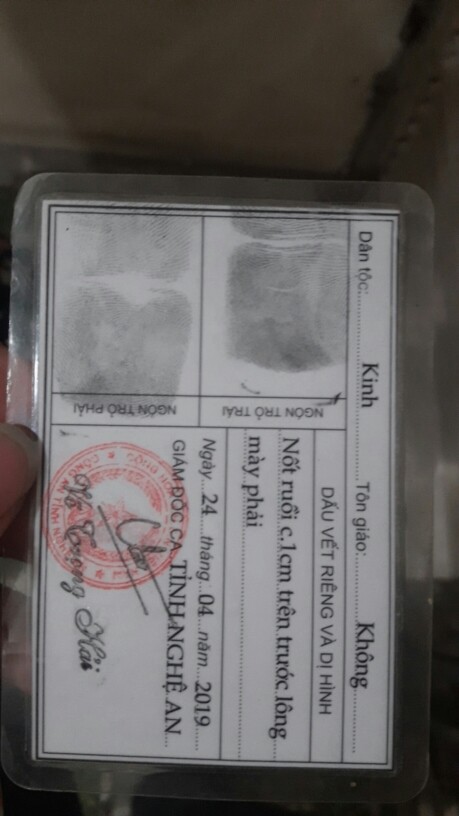 Dân tộc: Kinh Tôn giáo: Không
NGÓN TRỎ TRÁI
NGÓN TRỎ PHẢI
DẤU VẾT RIÊNG VÀ DỊ HÌNH
Nốt ruồi c.1cm trên trước lông
mày phải
Ngày 24 tháng 04 năm 2019
GIÁM ĐỐC CA TỈNH NGHỆ AN